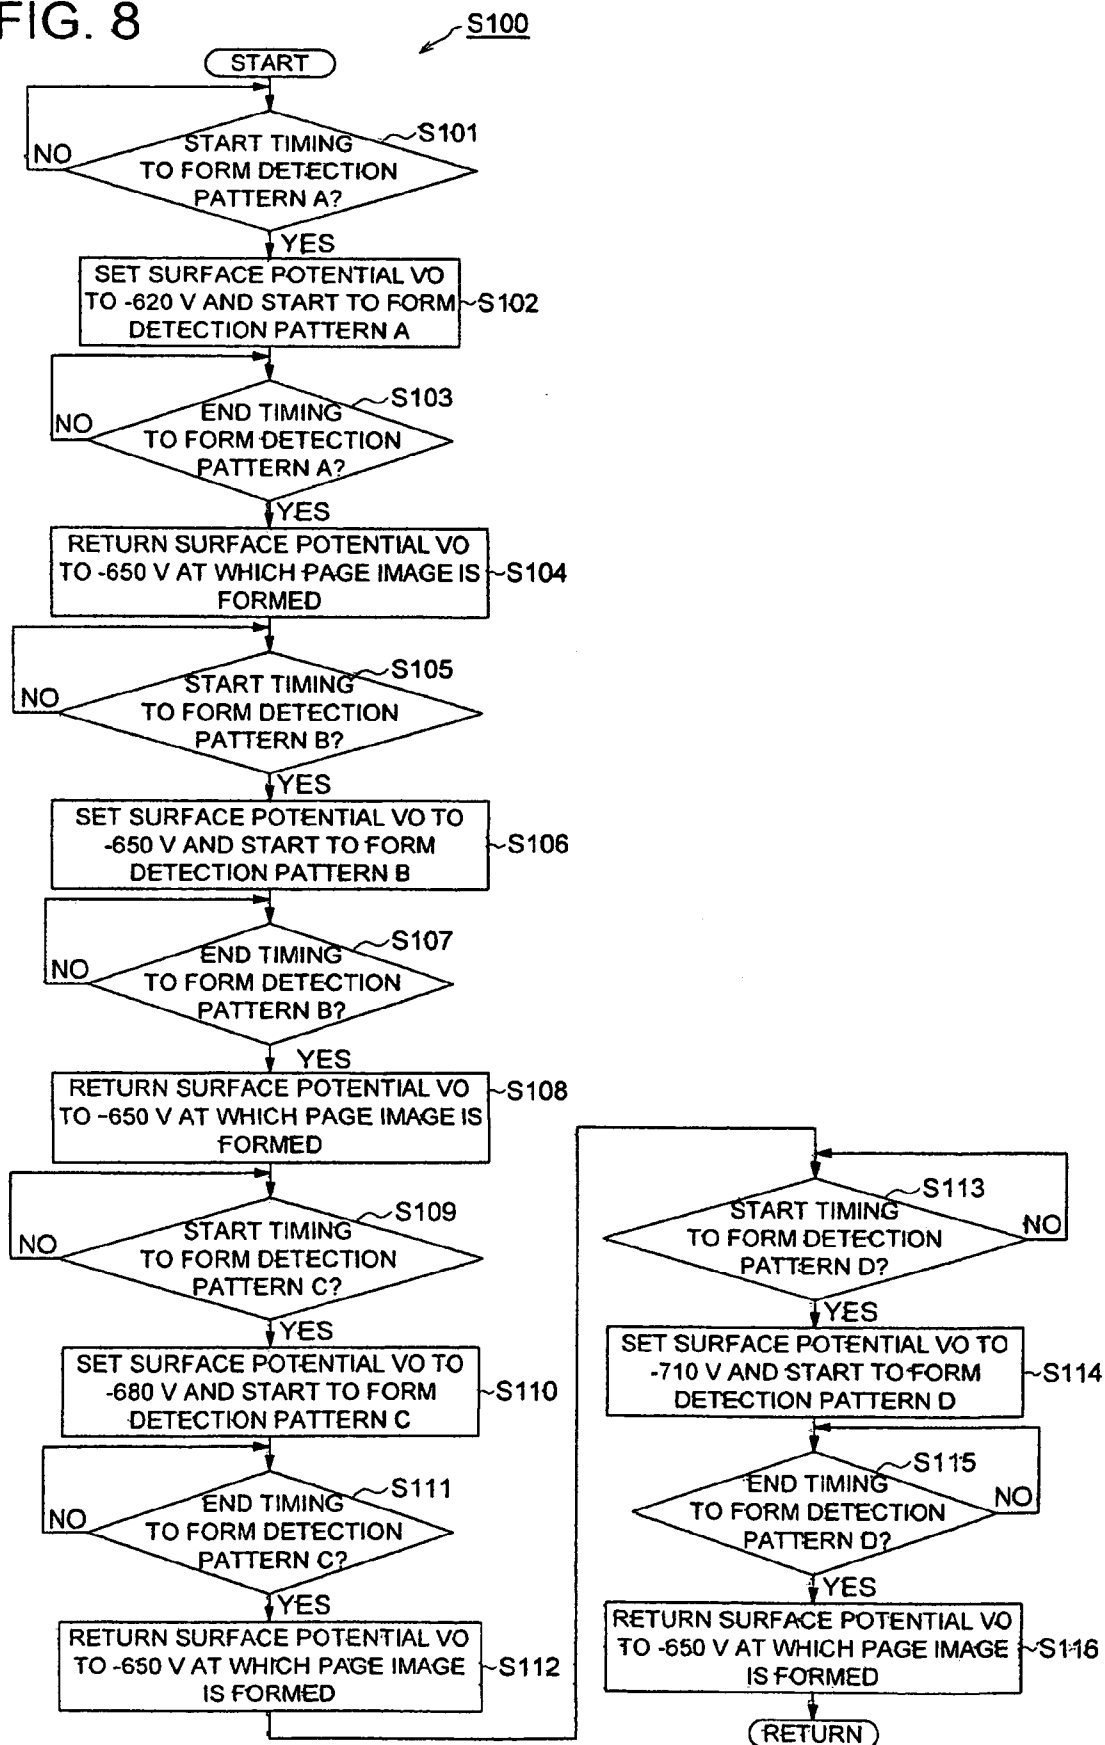 FIG. 8
S100
START
S101
START TIMING
TO FORM DETECTION
PATTERN A?
NO
YES
SET SURFACE POTENTIAL VO
TO -620 V AND START TO FORM
DETECTION PATTERN A
S102
S103
END TIMING
TO FORM DETECTION
PATTERN A?
NO
YES
RETURN SURFACE POTENTIAL VO
TO -650 V AT WHICH PAGE IMAGE IS
FORMED
S104
S105
START TIMING
TO FORM DETECTION
PATTERN B?
NO
YES
SET SURFACE POTENTIAL VO TO
-650 V AND START TO FORM
DETECTION PATTERN B
S106
S107
END TIMING
TO FORM DETECTION
PATTERN B?
NO
YES
RETURN SURFACE POTENTIAL VO
TO -650 V AT WHICH PAGE IMAGE IS
FORMED
S108
S109
START TIMING
TO FORM DETECTION
PATTERN C?
NO
YES
SET SURFACE POTENTIAL VO TO
-680 V AND START TO FORM
DETECTION PATTERN C
S110
S111
END TIMING
TO FORM DETECTION
PATTERN C?
NO
YES
RETURN SURFACE POTENTIAL VO
TO -650 V AT WHICH PAGE IMAGE
IS FORMED
S112
S113
START TIMING
TO FORM DETECTION
PATTERN D?
NO
YES
SET SURFACE POTENTIAL VO TO
-710 V AND START TO FORM
DETECTION PATTERN D
S114
S115
END TIMING
TO FORM DETECTION
PATTERN D?
NO
YES
RETURN SURFACE POTENTIAL VO
TO -650 V AT WHICH PAGE IMAGE
IS FORMED
S116
RETURN